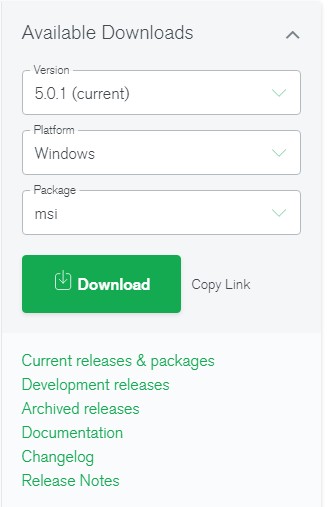 Available Downloads
Version
5.0.1 (current)
Platform
Windows
Package
msi
Download
Copy Link
Current releases & packages
Development releases
Archived releases
Documentation
Changelog
Release Notes